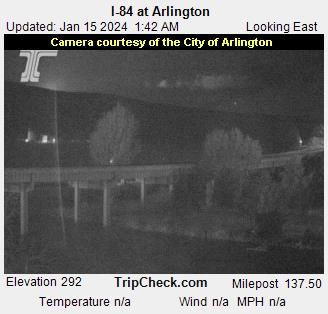 I-84 at Arlington
Updated: Jan 15 2024 1:42 AM Looking East
Camera courtesy of the City of Arlington
Elevation 292 TripCheck.com Milepost 137.50
Temperature n/a Wind n/a MPH n/a